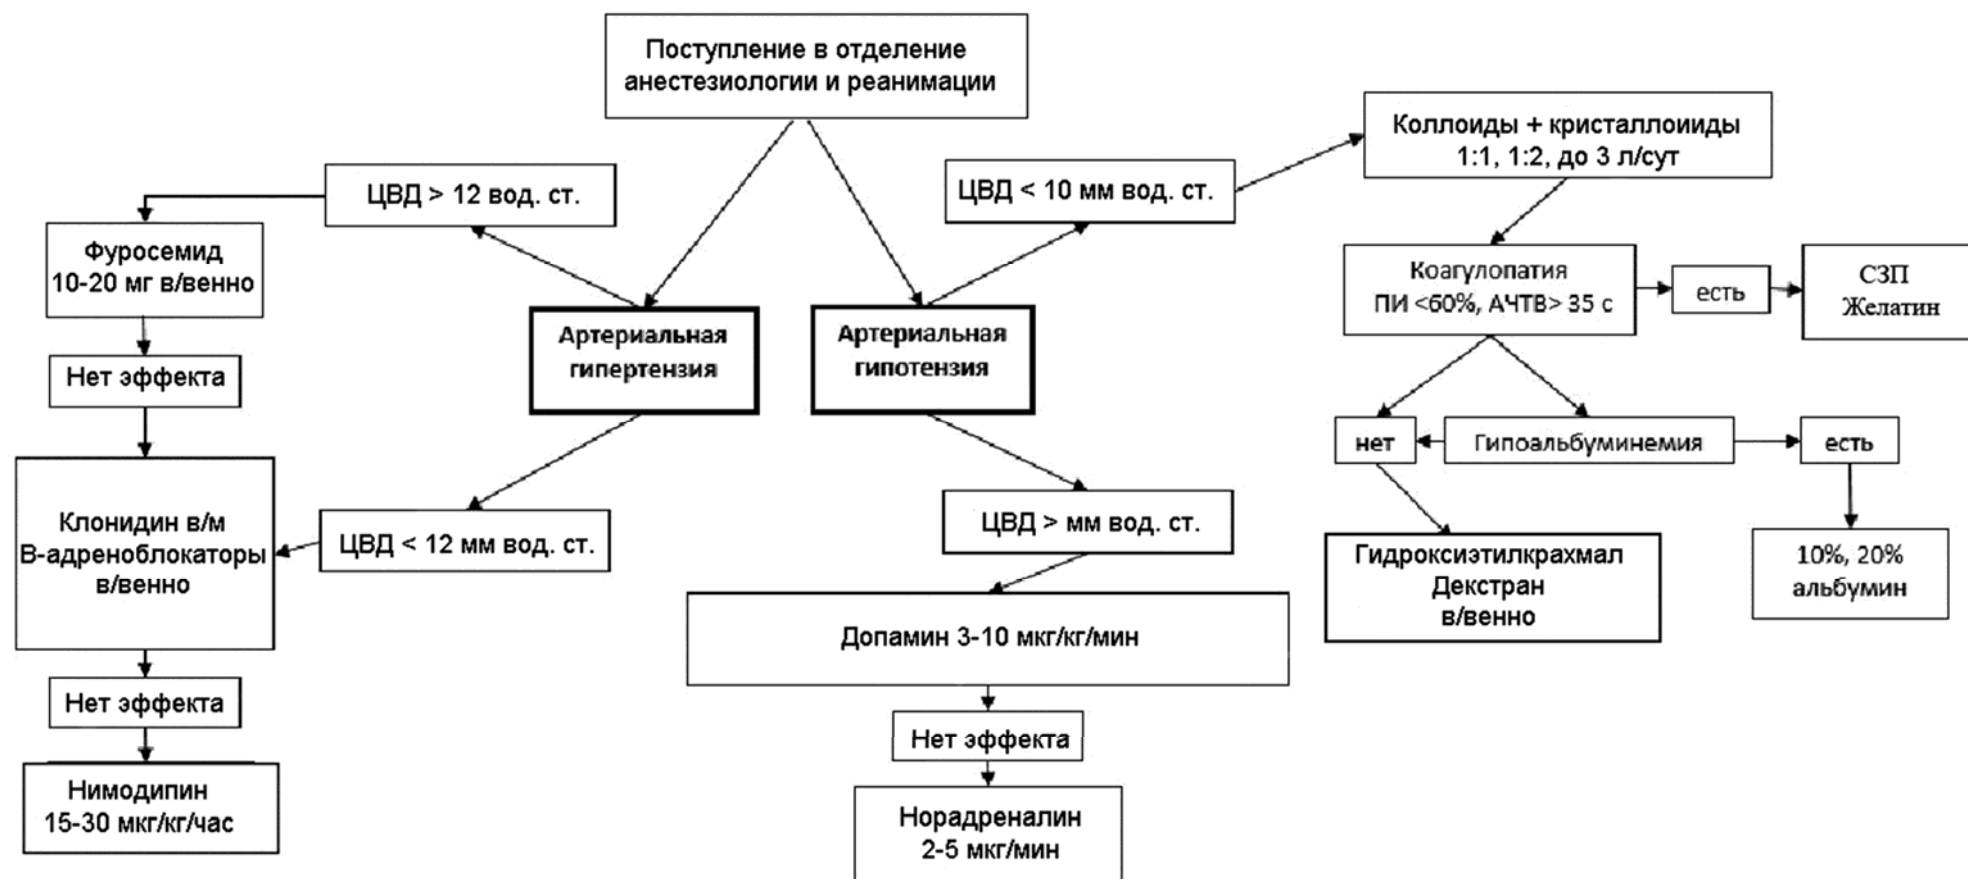 Поступление в отделение
анестезиологии и реанимации
Коллоиды + кристаллоииды
1:1, 1:2, до 3 л/сут
ЦВД > 12 вод. ст.
ЦВД < 10 мм вод. ст.
Фуросемид
10-20 мг в/венно
Коагулопатия
ПИ <60%, АЧТВ> 35 с
есть
СЗП
Желатин
Артериальная
гипертензия
Артериальная
гипотензия
Нет эффекта
нет
Гипоальбуминемия
есть
Клонидин в/м
В-адреноблокаторы
в/венно
ЦВД < 12 мм вод. ст.
ЦВД > мм вод. ст.
Гидроксиэтилкрахмал
Декстран
в/венно
10%, 20%
альбумин
Допамин 3-10 мкг/кг/мин
Нет эффекта
Нет эффекта
Нимодипин
15-30 мкг/кг/час
Норадреналин
2-5 мкг/мин